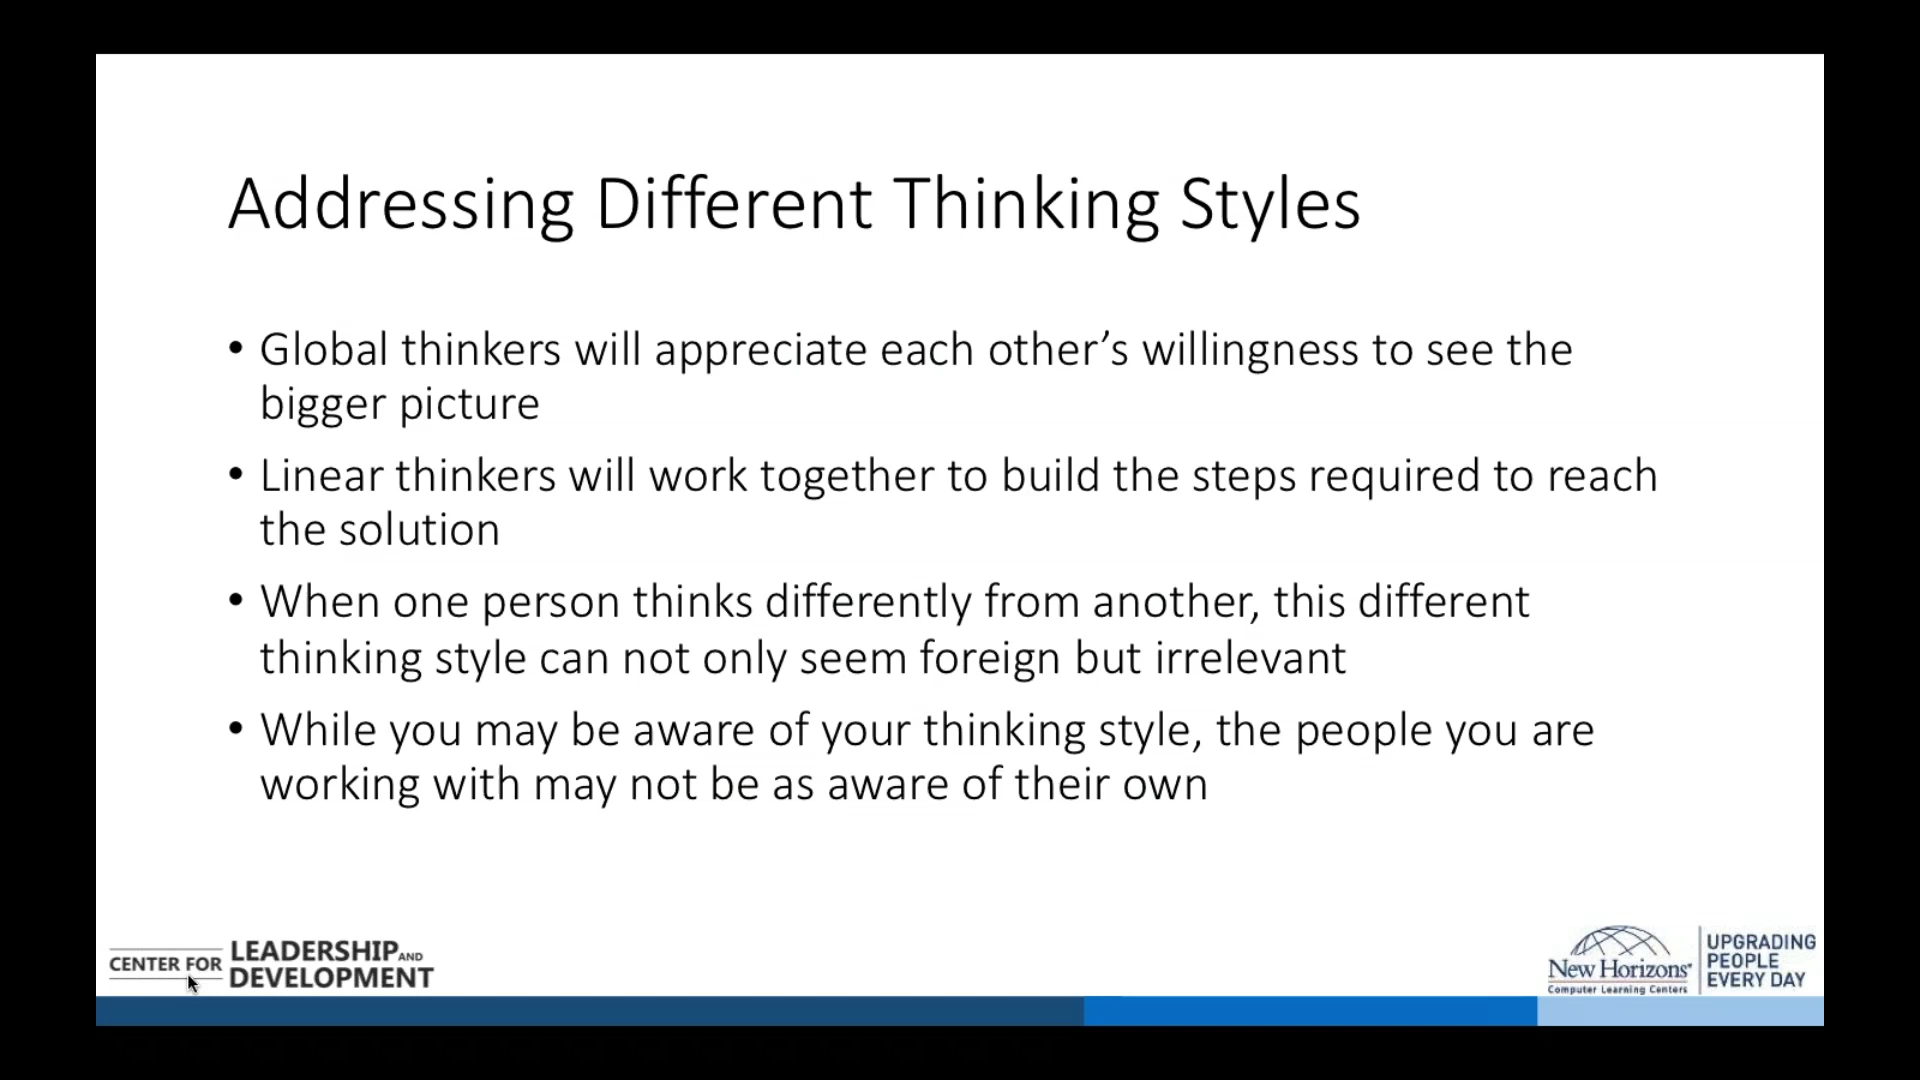 Addressing Different Thinking Styles
• Global thinkers will appreciate each other’s willingness to see the
bigger picture
• Linear thinkers will work together to build the steps required to reach
the solution
• When one person thinks differently from another, this different
thinking style can not only seem foreign but irrelevant
• While you may be aware of your thinking style, the people you are
working with may not be as aware of their own
CENTER FOR LEADERSHIP AND
DEVELOPMENT
New Horizons®
Computer Learning Centers
UPGRADING
PEOPLE
EVERY DAY